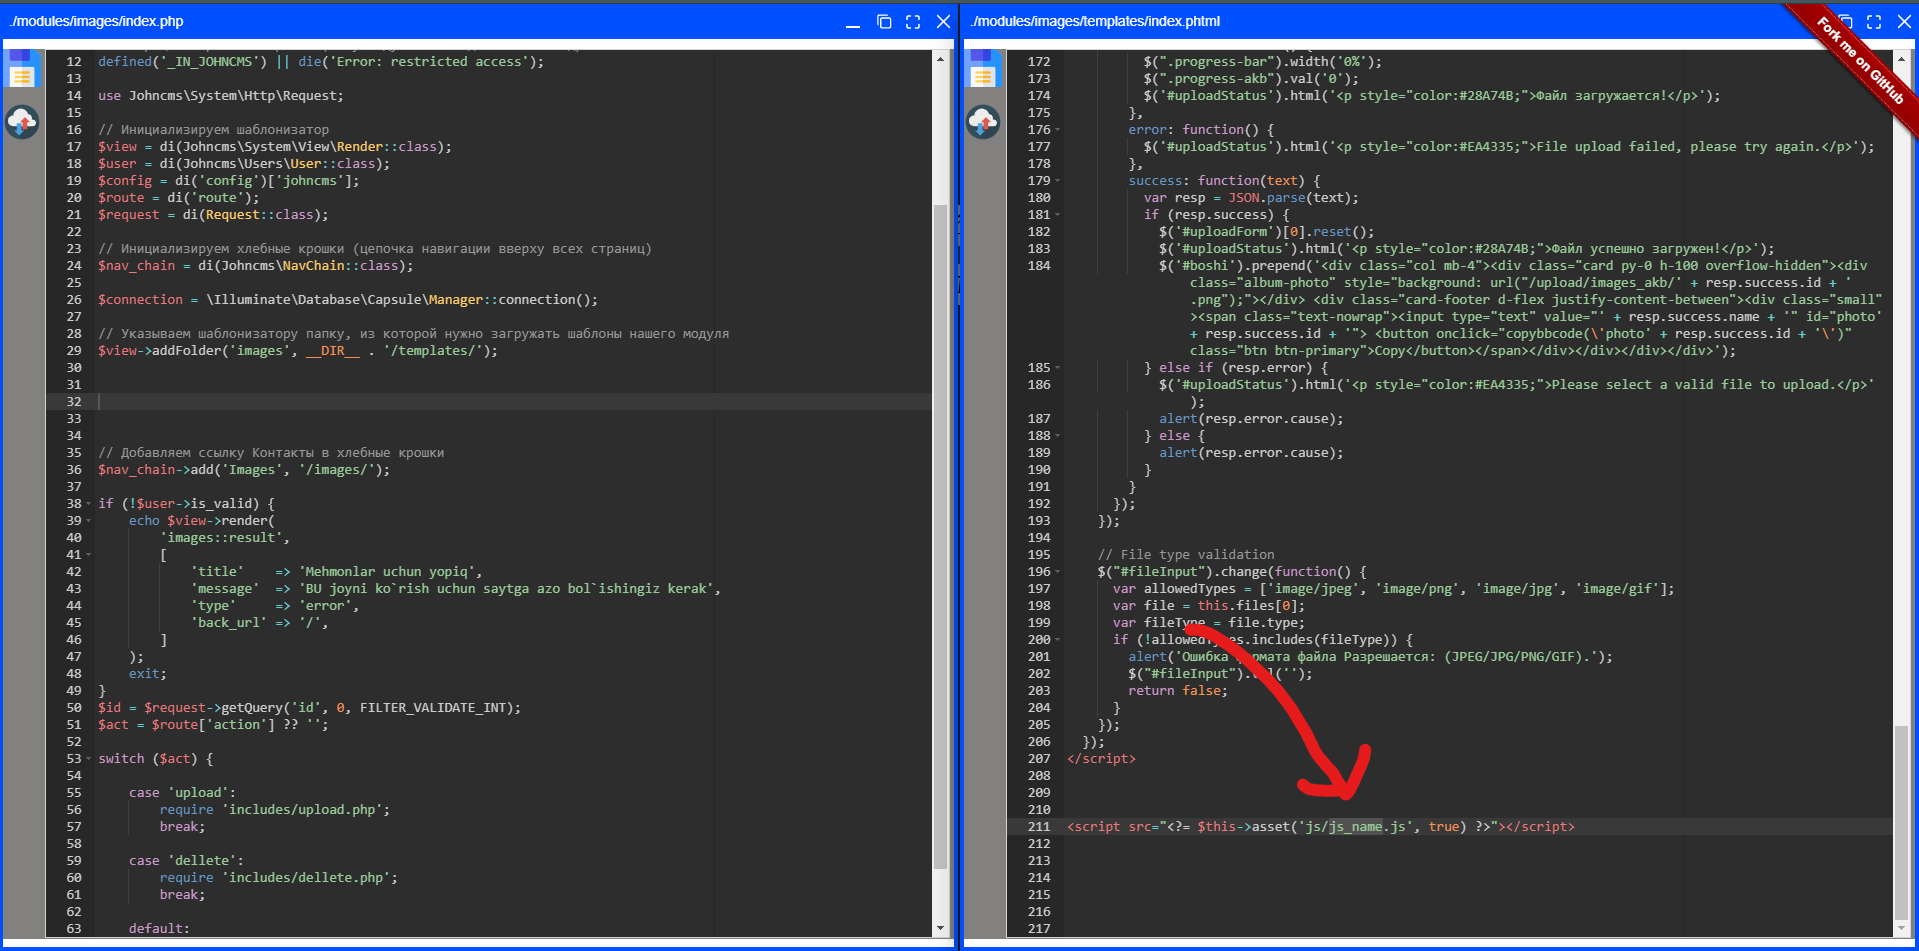 ./modules/images/index.php
12 defined('_IN_JOHNCMS') || die('Error: restricted access');
13
14 use Johncms\System\Http\Request;
15
16 // Инициализируем шаблонизатор
17 $view = di(Johncms\System\View\Render::class);
18 $user = di(Johncms\Users\User::class);
19 $config = di('config')['johncms'];
20 $route = di('route');
21 $request = di(Request::class);
22
23 // Инициализируем хлебные крошки (цепочка навигации вверху всех страниц)
24 $nav_chain = di(Johncms\NavChain::class);
25
26 $connection = \Illuminate\Database\Capsule\Manager::connection();
27
28 // Указываем шаблонизатору папку, из которой нужно загружать шаблоны нашего модуля
29 $view->addFolder('images', __DIR__ . '/templates/');
30
31
32
33
34
35 // Добавляем ссылку Контакты в хлебные крошки
36 $nav_chain->add('Images', '/images/');
37
38 if (!$user->is_valid) {
39 echo $view->render(
40 'images::result',
41 [
42 'title' => 'Mehmonlar uchun yopiq',
43 'message' => 'BU joyni ko`rish uchun saytga azo bol`ishingiz kerak',
44 'type' => 'error',
45 'back_url' => '/',
46 ]
47 );
48 exit;
49 }
50 $id = $request->getQuery('id', 0, FILTER_VALIDATE_INT);
51 $act = $route['action'] ?? '';
52
53 switch ($act) {
54
55 case 'upload':
56 require 'includes/upload.php';
57 break;
58
59 case 'dellete':
60 require 'includes/dellete.php';
61 break;
62
63 default:
./modules/images/templates/index.phtml
Fork me on GitHub
172 $(".progress-bar").width('0%');
173 $(".progress-akb").val('0');
174 $('#uploadStatus').html('<p style="color:#28A74B;">Файл загружается!</p>');
175 },
176 error: function() {
177 $('#uploadStatus').html('<p style="color:#EA4335;">File upload failed, please try again.</p>');
178 },
179 success: function(text) {
180 var resp = JSON.parse(text);
181 if (resp.success) {
182 $('#uploadForm')[0].reset();
183 $('#uploadStatus').html('<p style="color:#28A74B;">Файл успешно загружен!</p>');
184 $('#boshi').prepend('<div class="col mb-4"><div class="card py-0 h-100 overflow-hidden"><div
class="album-photo" style="background: url("/upload/images_akb/' + resp.success.id + '
.png");"></div> <div class="card-footer d-flex justify-content-between"><div class="small"
><span class="text-nowrap"><input type="text" value="' + resp.success.name + '" id="photo'
+ resp.success.id + '"> <button onclick="copybbcode(\'photo' + resp.success.id + '\')"
class="btn btn-primary">Copy</button></span></div></div></div></div>');
185 } else if (resp.error) {
186 $('#uploadStatus').html('<p style="color:#EA4335;">Please select a valid file to upload.</p>'
);
187 alert(resp.error.cause);
188 } else {
189 alert(resp.error.cause);
190 }
191 }
192 });
193 });
194
195 // File type validation
196 $("#fileInput").change(function() {
197 var allowedTypes = ['image/jpeg', 'image/png', 'image/jpg', 'image/gif'];
198 var file = this.files[0];
199 var fileType = file.type;
200 if (!allowedTypes.includes(fileType)) {
201 alert('Ошибка формата файла Разрешается: (JPEG/JPG/PNG/GIF).');
202 $("#fileInput").val('');
203 return false;
204 }
205 });
206 });
207 </script>
208
209
210
211 <script src="<?= $this->asset('js/js_name.js', true) ?>"></script>
212
213
214
215
216
217